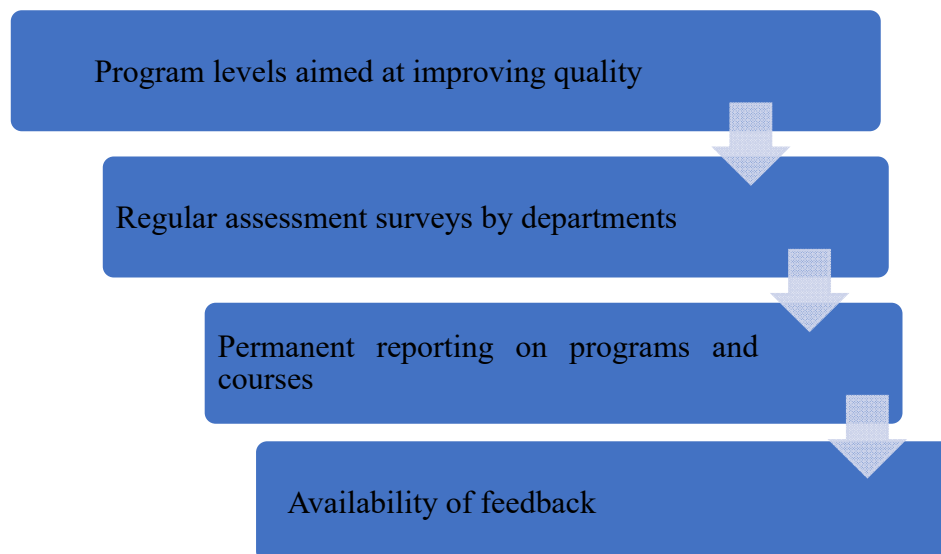 Program levels aimed at improving quality
Regular assessment surveys by departments
Permanent reporting on programs and
courses
Availability of feedback